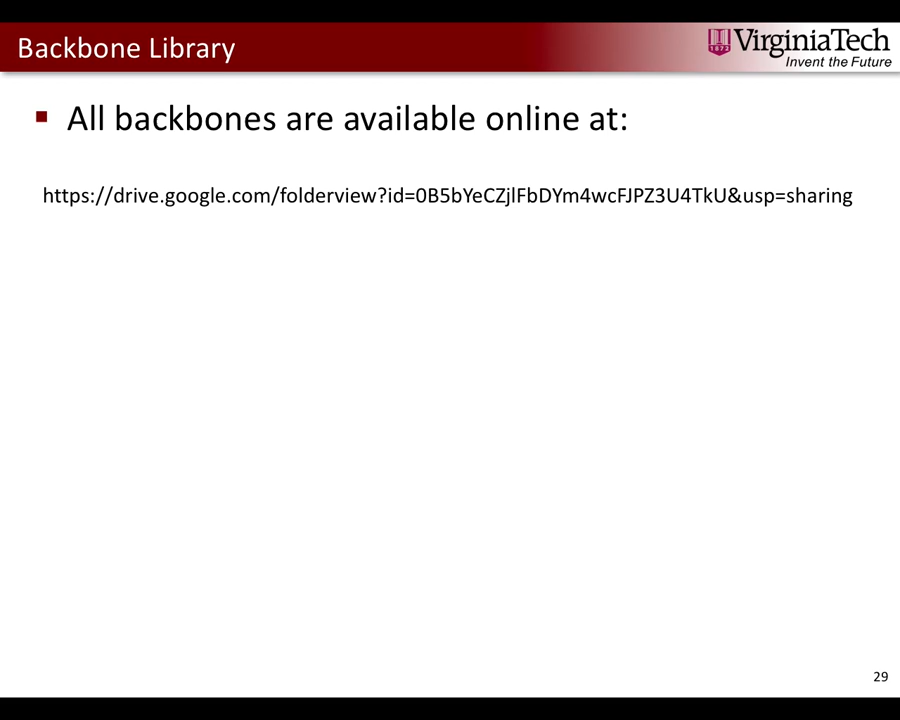 Backbone Library
VirginiaTech
1872
Invent the Future
All backbones are available online at:
https://drive.google.com/folderview?id=0B5bYeCZjlFbDYm4wcFJPZ3U4TkU&usp=sharing
29